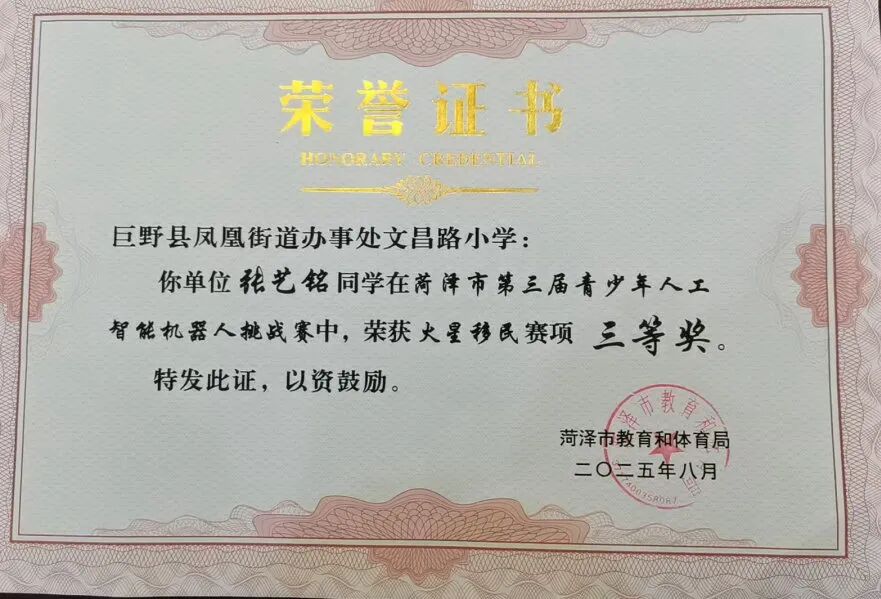 荣誉证书
HONORARY CREDENTIAL
巨野县凤凰街道办事处文昌路小学：
你单位张艺铭同学在菏泽市第三届青少年人工
智能机器人挑战赛中，荣获火星移民赛项 三等奖。
特发此证，以资鼓励。
菏泽市教育和体育局
二〇二五年八月